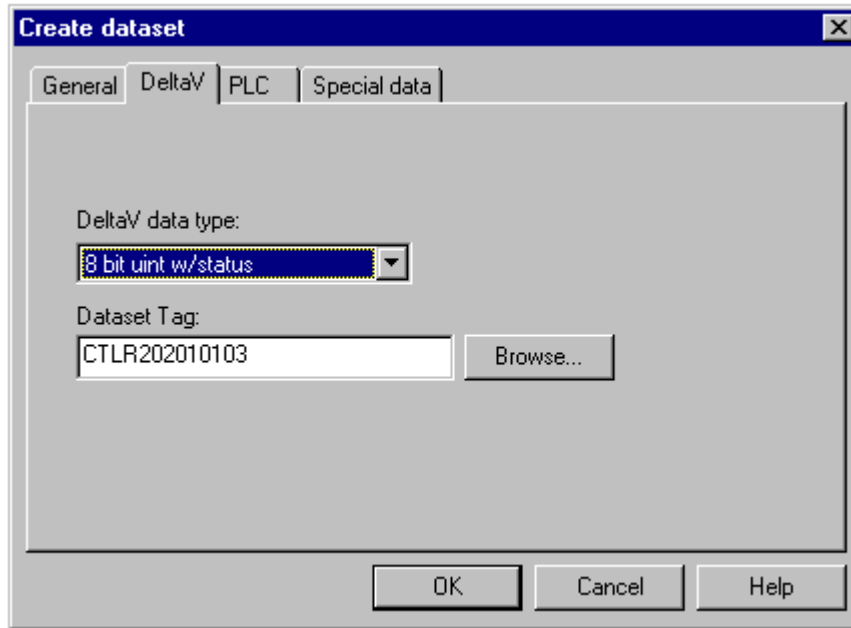 Create dataset
General DeltaV PLC Special data
DeltaV data type:
8 bit uint w/status
Dataset Tag:
CTLR202010103 Browse...
OK Cancel Help